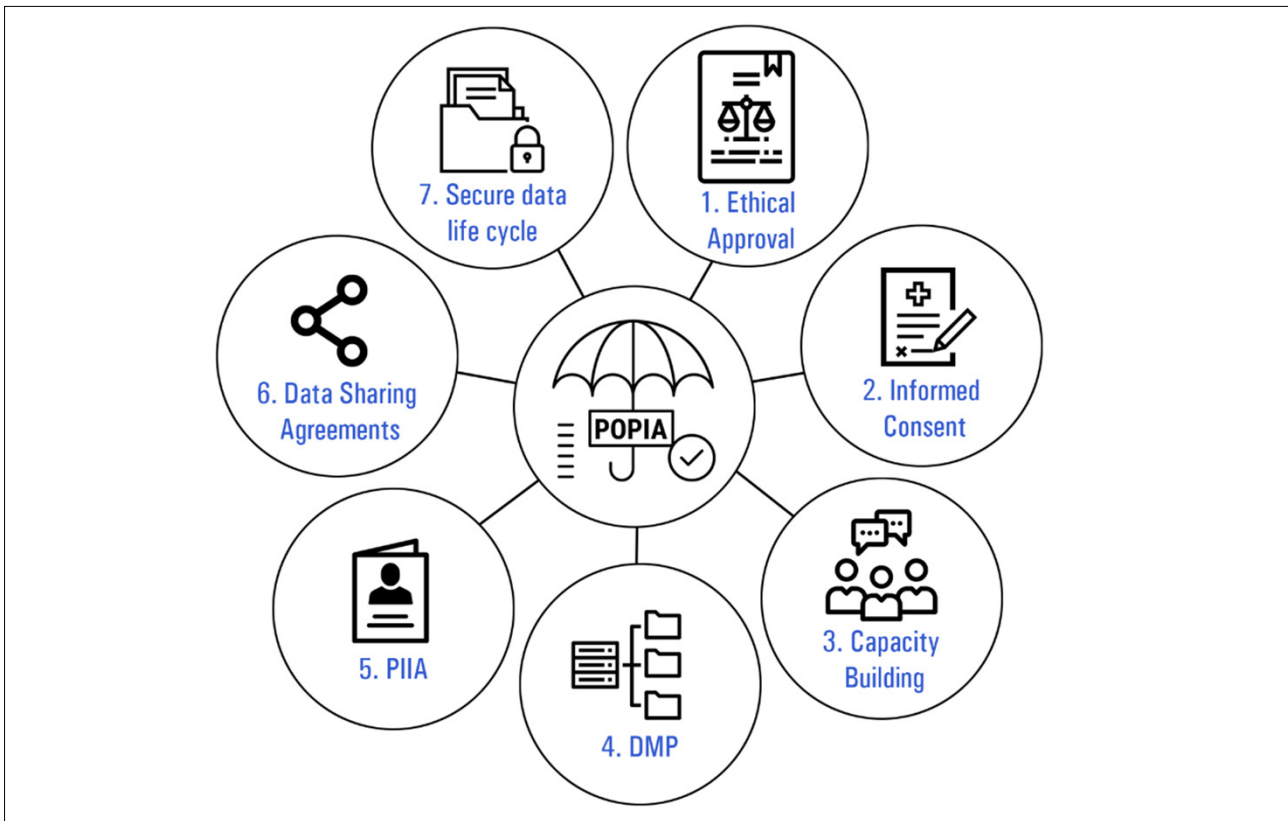 POPIA
1. Ethical
Approval
2. Informed
Consent
3. Capacity
Building
4. DMP
5. PIIA
6. Data Sharing
Agreements
7. Secure data
life cycle